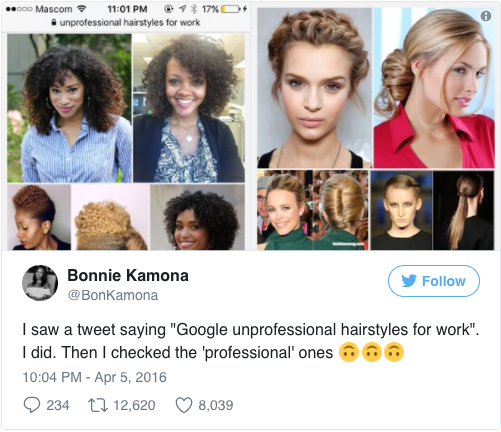 Mascom 11:01 PM 17%
unprofessional hairstyles for work
Bonnie Kamona
@BonKamona
Follow
I saw a tweet saying "Google unprofessional hairstyles for work".
I did. Then I checked the 'professional' ones 🙃🙃🙃
10:04 PM - Apr 5, 2016
234 12,620 8,039